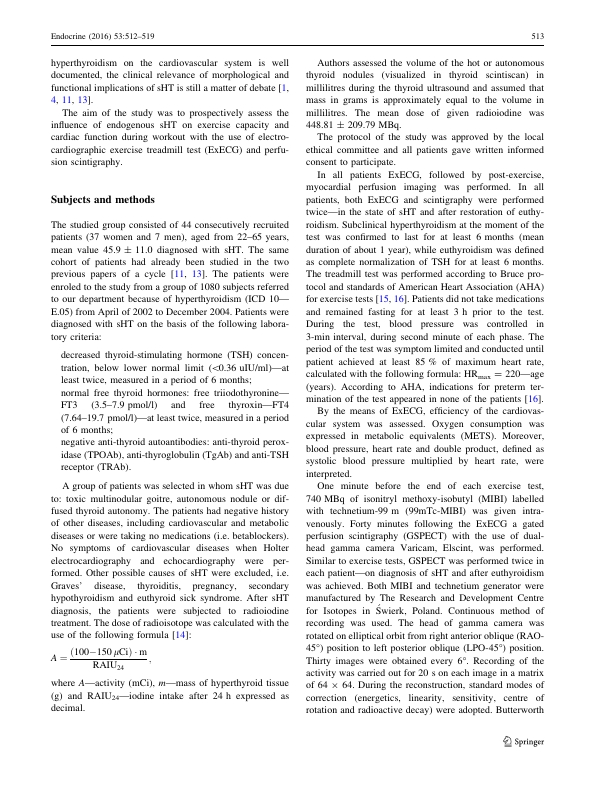 Endocrine (2016) 53:512–519
513
hyperthyroidism on the cardiovascular system is well
documented, the clinical relevance of morphological and
functional implications of sHT is still a matter of debate [1,
4, 11, 13].
The aim of the study was to prospectively assess the
influence of endogenous sHT on exercise capacity and
cardiac function during workout with the use of electro-
cardiographic exercise treadmill test (ExECG) and perfu-
sion scintigraphy.
Subjects and methods
The studied group consisted of 44 consecutively recruited
patients (37 women and 7 men), aged from 22–65 years,
mean value 45.9 ± 11.0 diagnosed with sHT. The same
cohort of patients had already been studied in the two
previous papers of a cycle [11, 13]. The patients were
enroled to the study from a group of 1080 subjects referred
to our department because of hyperthyroidism (ICD 10—
E.05) from April of 2002 to December 2004. Patients were
diagnosed with sHT on the basis of the following labora-
tory criteria:
decreased thyroid-stimulating hormone (TSH) concen-
tration, below lower normal limit (<0.36 uIU/ml)—at
least twice, measured in a period of 6 months;
normal free thyroid hormones: free triiodothyronine—
FT3 (3.5–7.9 pmol/l) and free thyroxin—FT4
(7.64–19.7 pmol/l)—at least twice, measured in a period
of 6 months;
negative anti-thyroid autoantibodies: anti-thyroid perox-
idase (TPOAb), anti-thyroglobulin (TgAb) and anti-TSH
receptor (TRAb).
A group of patients was selected in whom sHT was due
to: toxic multinodular goitre, autonomous nodule or dif-
fused thyroid autonomy. The patients had negative history
of other diseases, including cardiovascular and metabolic
diseases or were taking no medications (i.e. betablockers).
No symptoms of cardiovascular diseases when Holter
electrocardiography and echocardiography were per-
formed. Other possible causes of sHT were excluded, i.e.
Graves' disease, thyroiditis, pregnancy, secondary
hypothyroidism and euthyroid sick syndrome. After sHT
diagnosis, the patients were subjected to radioiodine
treatment. The dose of radioisotope was calculated with the
use of the following formula [14]:
A = (100−150 μCi) · m / RAIU24,
where A—activity (mCi), m—mass of hyperthyroid tissue
(g) and RAIU24—iodine intake after 24 h expressed as
decimal.
Authors assessed the volume of the hot or autonomous
thyroid nodules (visualized in thyroid scintiscan) in
millilitres during the thyroid ultrasound and assumed that
mass in grams is approximately equal to the volume in
millilitres. The mean dose of given radioiodine was
448.81 ± 209.79 MBq.
The protocol of the study was approved by the local
ethical committee and all patients gave written informed
consent to participate.
In all patients ExECG, followed by post-exercise,
myocardial perfusion imaging was performed. In all
patients, both ExECG and scintigraphy were performed
twice—in the state of sHT and after restoration of euthy-
roidism. Subclinical hyperthyroidism at the moment of the
test was confirmed to last for at least 6 months (mean
duration of about 1 year), while euthyroidism was defined
as complete normalization of TSH for at least 6 months.
The treadmill test was performed according to Bruce pro-
tocol and standards of American Heart Association (AHA)
for exercise tests [15, 16]. Patients did not take medications
and remained fasting for at least 3 h prior to the test.
During the test, blood pressure was controlled in
3-min interval, during second minute of each phase. The
period of the test was symptom limited and conducted until
patient achieved at least 85 % of maximum heart rate,
calculated with the following formula: HRmax = 220—age
(years). According to AHA, indications for preterm ter-
mination of the test appeared in none of the patients [16].
By the means of ExECG, efficiency of the cardiovas-
cular system was assessed. Oxygen consumption was
expressed in metabolic equivalents (METS). Moreover,
blood pressure, heart rate and double product, defined as
systolic blood pressure multiplied by heart rate, were
interpreted.
One minute before the end of each exercise test,
740 MBq of isonitryl methoxy-isobutyl (MIBI) labelled
with technetium-99 m (99mTc-MIBI) was given intra-
venously. Forty minutes following the ExECG a gated
perfusion scintigraphy (GSPECT) with the use of dual-
head gamma camera Varicam, Elscint, was performed.
Similar to exercise tests, GSPECT was performed twice in
each patient—on diagnosis of sHT and after euthyroidism
was achieved. Both MIBI and technetium generator were
manufactured by The Research and Development Centre
for Isotopes in Świerk, Poland. Continuous method of
recording was used. The head of gamma camera was
rotated on elliptical orbit from right anterior oblique (RAO-
45°) position to left posterior oblique (LPO-45°) position.
Thirty images were obtained every 6°. Recording of the
activity was carried out for 20 s on each image in a matrix
of 64 × 64. During the reconstruction, standard modes of
correction (energetics, linearity, sensitivity, centre of
rotation and radioactive decay) were adopted. Butterworth
Springer